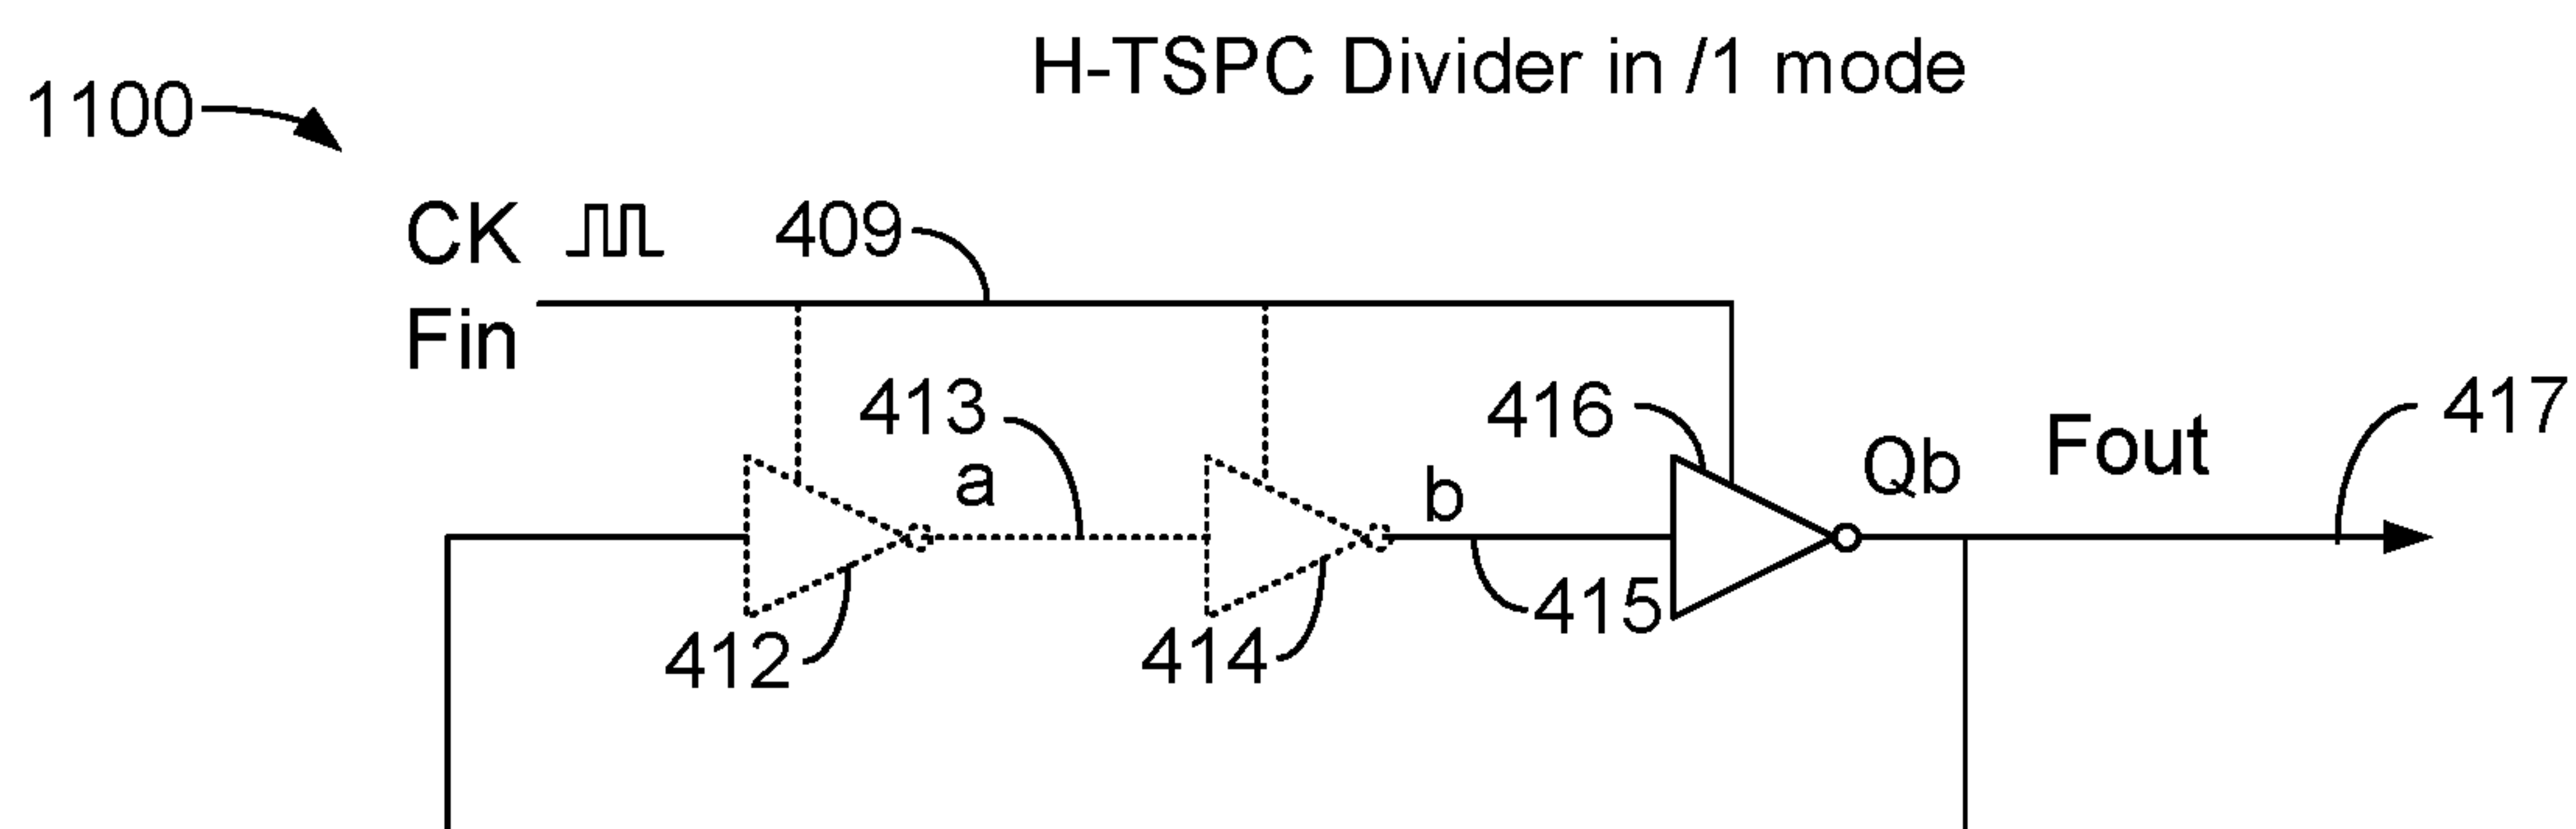 H-TSPC Divider in /1 mode
1100
CK
409
Fin
413
a
416
417
b
Qb
Fout
412
414
415